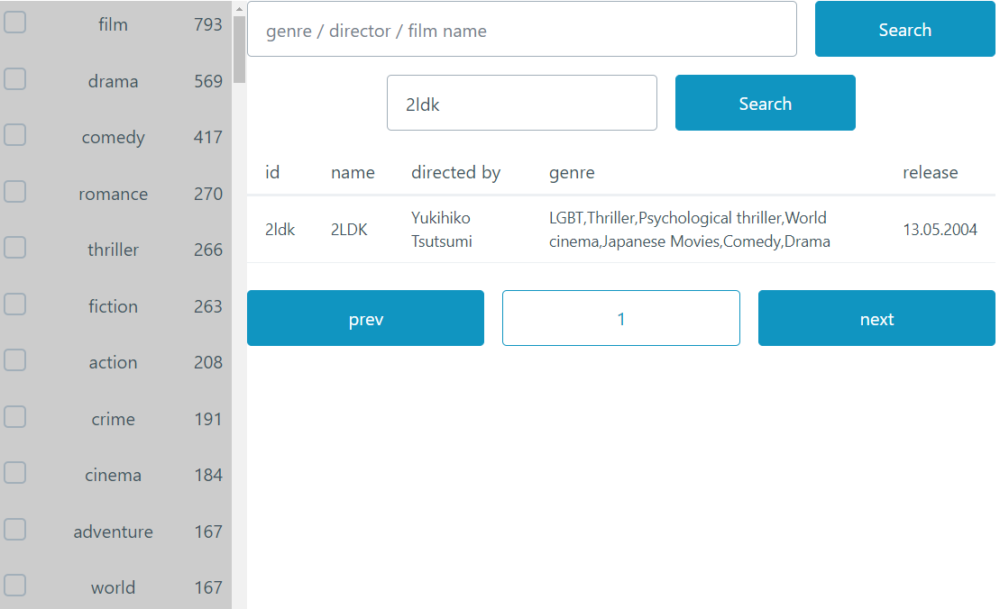 film 793
drama 569
comedy 417
romance 270
thriller 266
fiction 263
action 208
crime 191
cinema 184
adventure 167
world 167
genre / director / film name Search
2ldk Search
id name directed by genre release
2ldk 2LDK Yukihiko Tsutsumi LGBT,Thriller,Psychological thriller,World cinema,Japanese Movies,Comedy,Drama 13.05.2004
prev 1 next